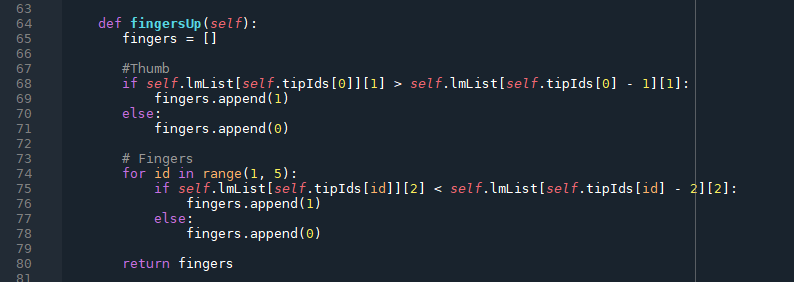 63
64 def fingersUp(self):
65 fingers = []
66
67 #Thumb
68 if self.lmList[self.tipIds[0]][1] > self.lmList[self.tipIds[0] - 1][1]:
69 fingers.append(1)
70 else:
71 fingers.append(0)
72
73 # Fingers
74 for id in range(1, 5):
75 if self.lmList[self.tipIds[id]][2] < self.lmList[self.tipIds[id] - 2][2]:
76 fingers.append(1)
77 else:
78 fingers.append(0)
79
80 return fingers
81